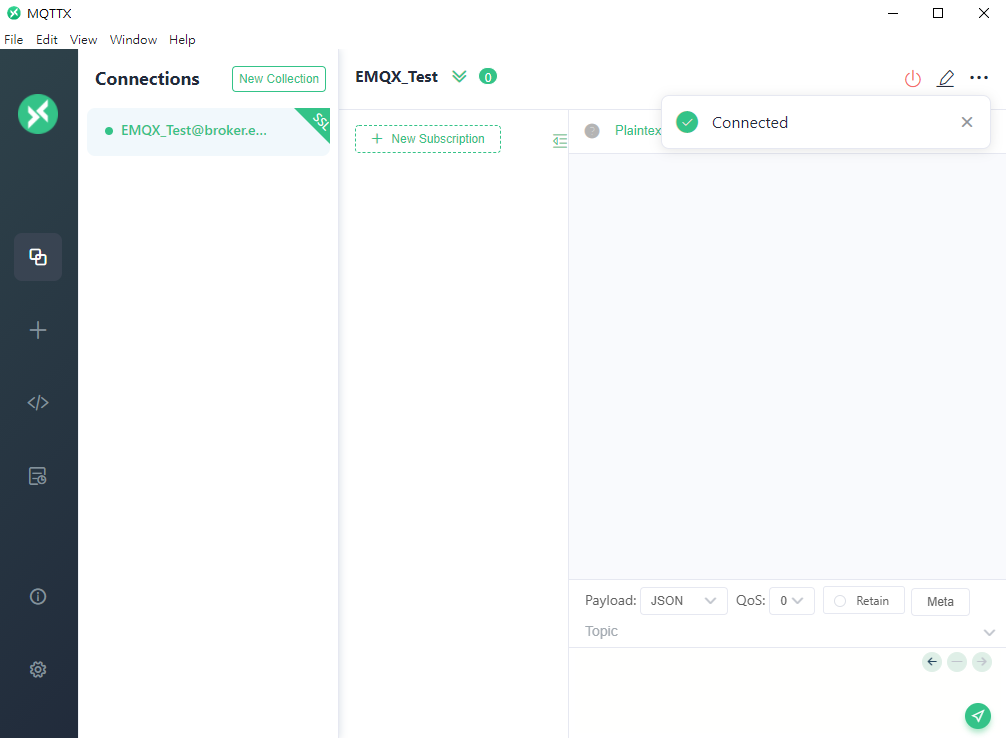 MQTTX
File Edit View Window Help
Connections
New Collection
EMQX_Test@broker.e...
SSL
EMQX_Test
0
+ New Subscription
?
Plaintex
Connected
Payload: JSON QoS: 0 Retain Meta
Topic